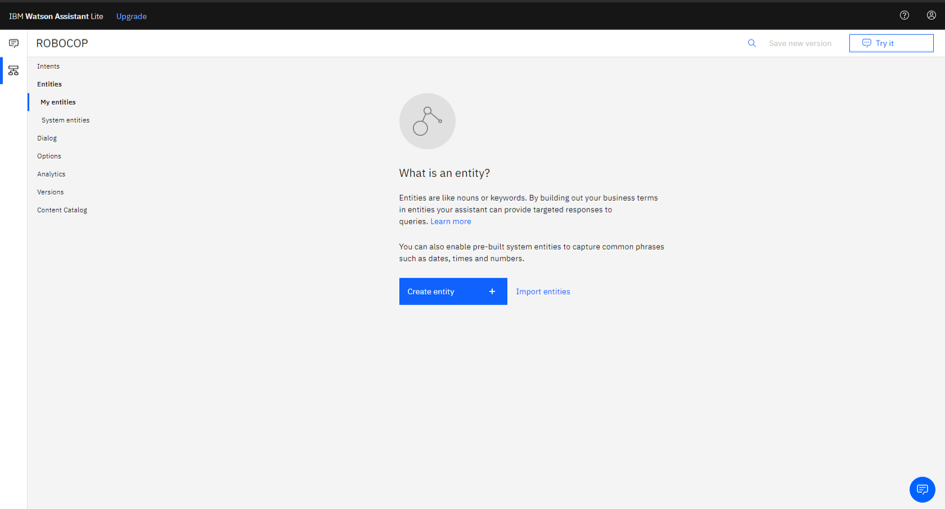 IBM Watson Assistant Lite Upgrade
ROBOCOP
Save new version
Try it
Intents
Entities
My entities
System entities
Dialog
Options
Analytics
Versions
Content Catalog
What is an entity?
Entities are like nouns or keywords. By building out your business terms
in entities your assistant can provide targeted responses to
queries. Learn more
You can also enable pre-built system entities to capture common phrases
such as dates, times and numbers.
Create entity +
Import entities